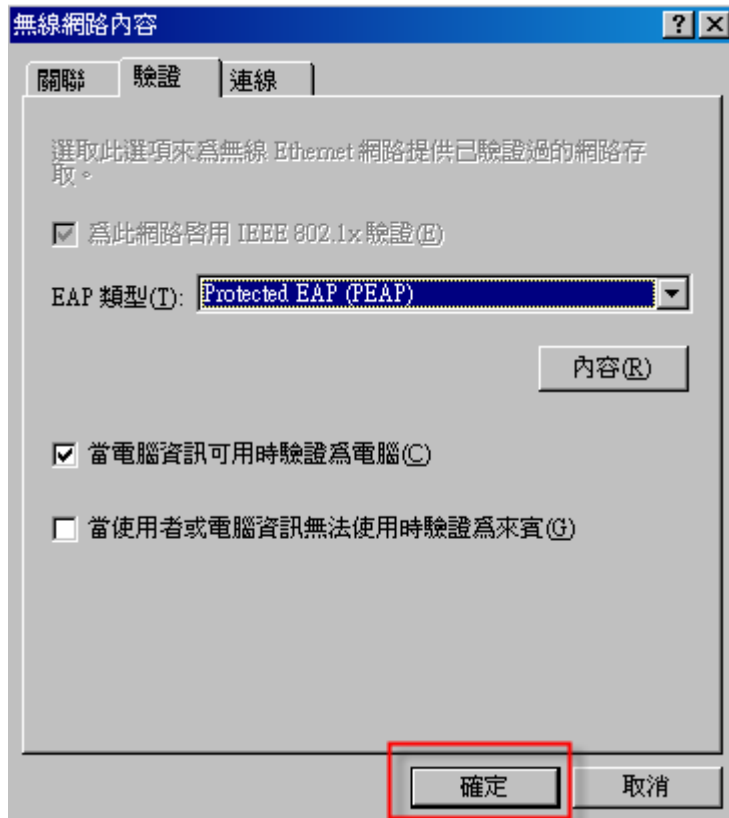 無線網路內容
關聯 驗證 連線
選取此選項來為無線 Ethernet 網路提供已驗證過的網路存
取。
為此網路啓用 IEEE 802.1x 驗證(E)
EAP 類型(T): Protected EAP (PEAP)
內容(R)
當電腦資訊可用時驗證為電腦(C)
當使用者或電腦資訊無法使用時驗證為來賓(G)
確定 取消